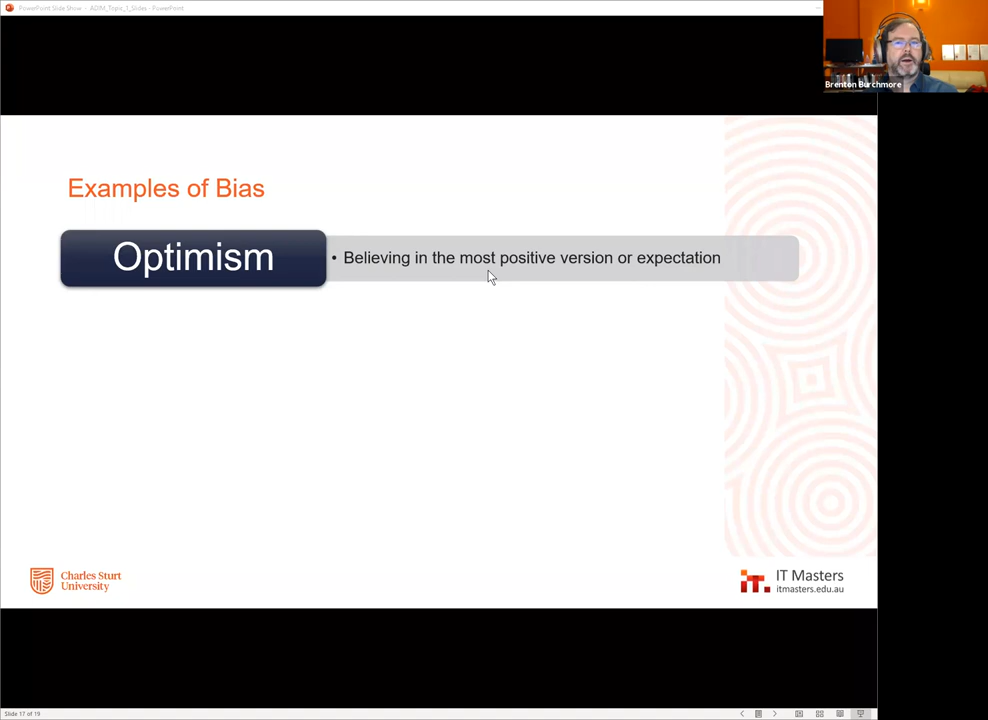 PowerPoint Slide Show - ADIM_Topic_1_Slides - PowerPoint
Brenton Burchmore
Examples of Bias
Optimism
• Believing in the most positive version or expectation
Charles Sturt
University
IT Masters
itmasters.edu.au
Slide 17 of 19